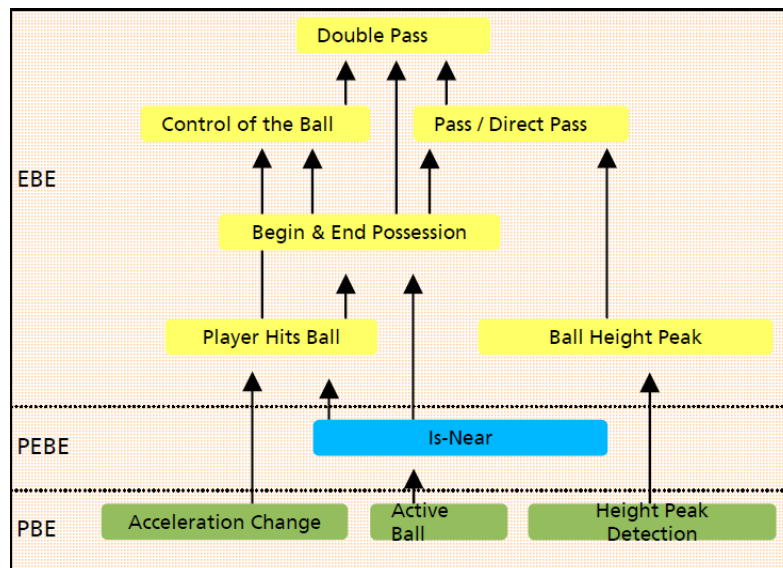 Double Pass
Control of the Ball
Pass / Direct Pass
EBE
Begin & End Possession
Player Hits Ball
Ball Height Peak
PEBE
Is-Near
PBE
Acceleration Change
Active
Ball
Height Peak
Detection